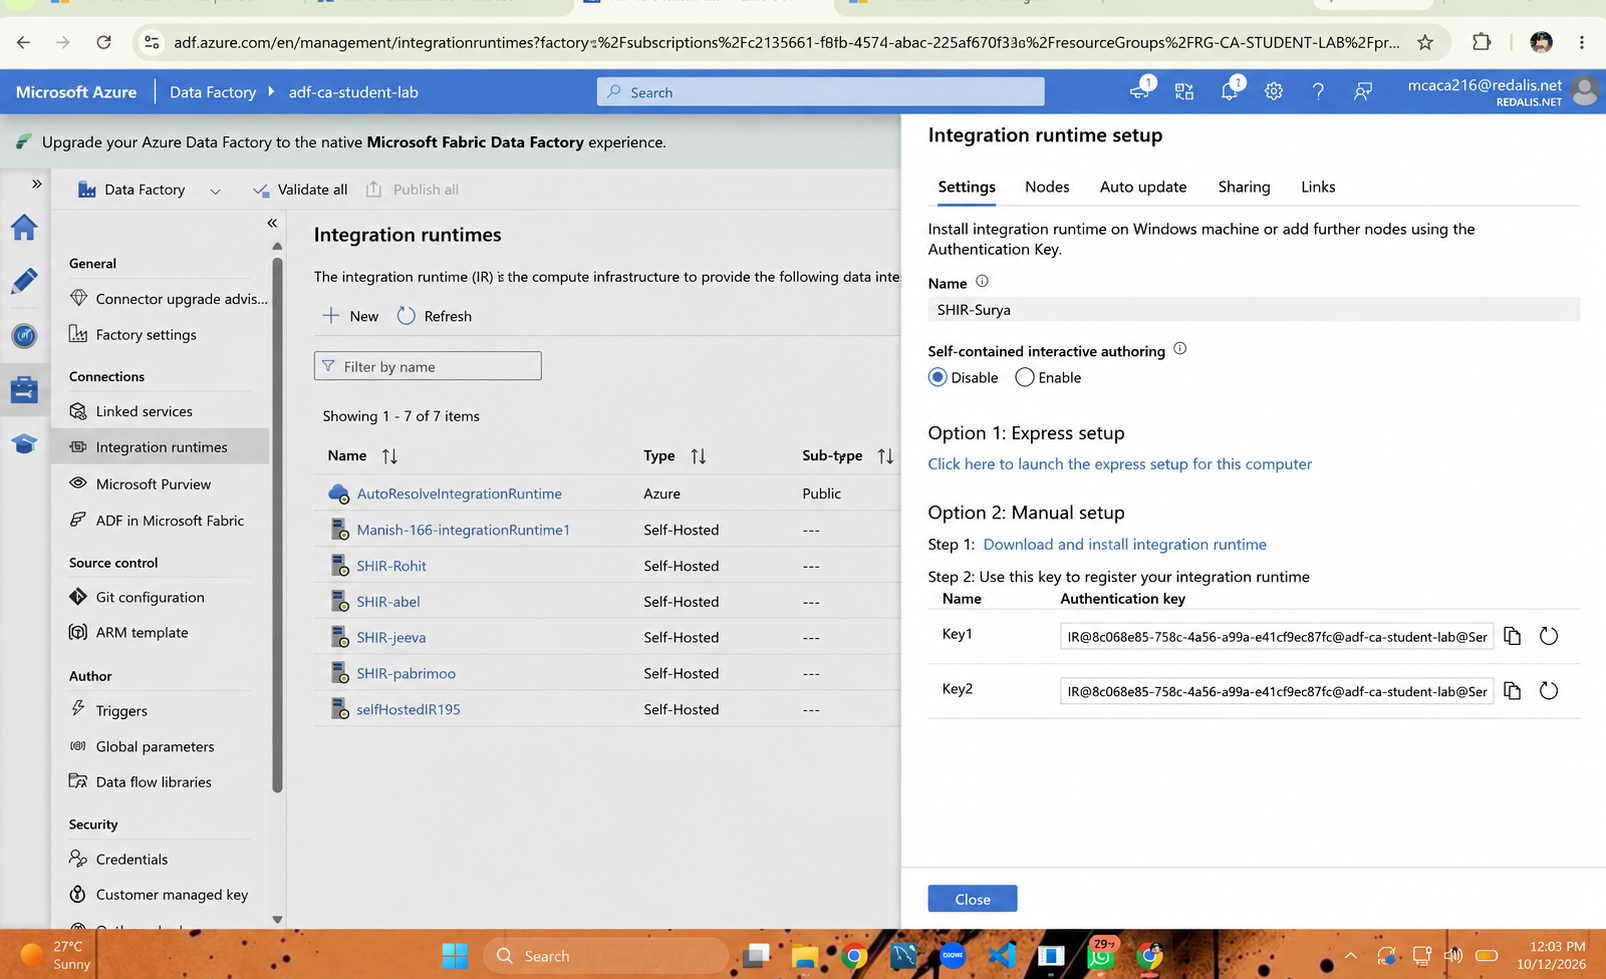 adf.azure.com/en/management/integrationruntimes?factory=%2Fsubscriptions%2Fc2135661-f8fb-4574-abac-225af670f33a%2FresourceGroups%2FRG-CA-STUDENT-LAB%2Fpr...
Microsoft Azure
Data Factory
adf-ca-student-lab
Search
1
1
mcaca216@redalis.net
REDALIS.NET
Upgrade your Azure Data Factory to the native Microsoft Fabric Data Factory experience.
Data Factory
Validate all
Publish all
General
Connector upgrade advis...
Factory settings
Connections
Linked services
Integration runtimes
Microsoft Purview
ADF in Microsoft Fabric
Source control
Git configuration
ARM template
Author
Triggers
Global parameters
Data flow libraries
Security
Credentials
Customer managed key
Integration runtimes
The integration runtime (IR) is the compute infrastructure to provide the following data inte
New
Refresh
Filter by name
Showing 1 - 7 of 7 items
Name Type Sub-type
AutoResolveIntegrationRuntime Azure Public
Manish-166-integrationRuntime1 Self-Hosted ---
SHIR-Rohit Self-Hosted ---
SHIR-abel Self-Hosted ---
SHIR-jeeva Self-Hosted ---
SHIR-pabrimoo Self-Hosted ---
selfHostedIR195 Self-Hosted ---
Integration runtime setup
Settings Nodes Auto update Sharing Links
Install integration runtime on Windows machine or add further nodes using the
Authentication Key.
Name
SHIR-Surya
Self-contained interactive authoring
Disable Enable
Option 1: Express setup
Click here to launch the express setup for this computer
Option 2: Manual setup
Step 1: Download and install integration runtime
Step 2: Use this key to register your integration runtime
Name Authentication key
Key1 IR@8c068e85-758c-4a56-a99a-e41cf9ec87fc@adf-ca-student-lab@Ser
Key2 IR@8c068e85-758c-4a56-a99a-e41cf9ec87fc@adf-ca-student-lab@Ser
Close
27°C
Sunny
Search
12:03 PM
10/12/2026